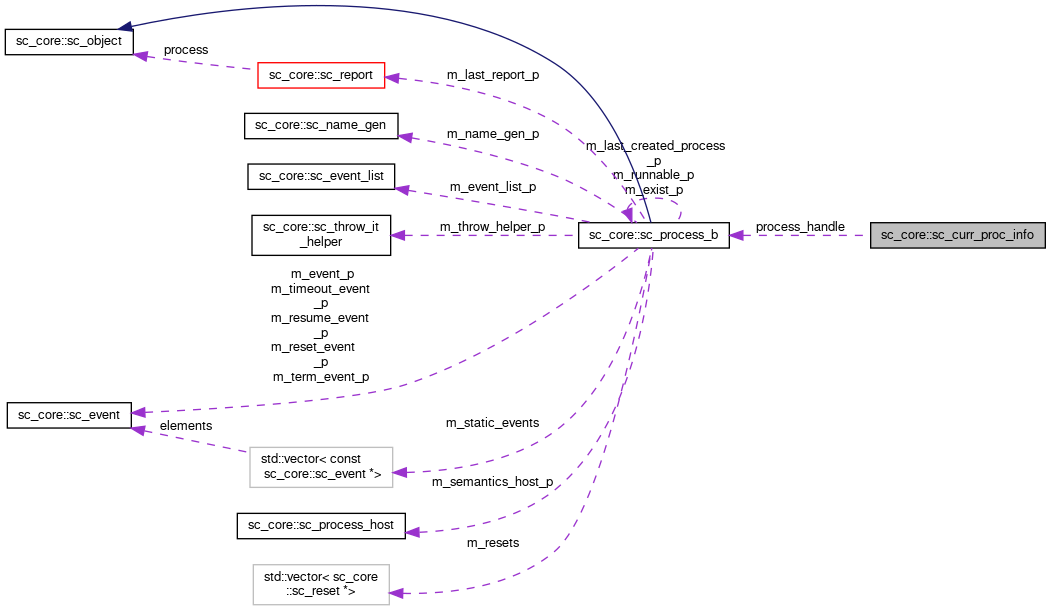 sc_core::sc_object
process
sc_core::sc_report
m_last_report_p
sc_core::sc_name_gen
m_name_gen_p
m_last_created_process
_p
m_runnable_p
m_exist_p
sc_core::sc_event_list
m_event_list_p
sc_core::sc_throw_it
_helper
m_throw_helper_p
sc_core::sc_process_b
process_handle
sc_core::sc_curr_proc_info
m_event_p
m_timeout_event
_p
m_resume_event
_p
m_reset_event
_p
m_term_event_p
sc_core::sc_event
elements
m_static_events
std::vector< const
sc_core::sc_event *>
m_semantics_host_p
sc_core::sc_process_host
m_resets
std::vector< sc_core
::sc_reset *>